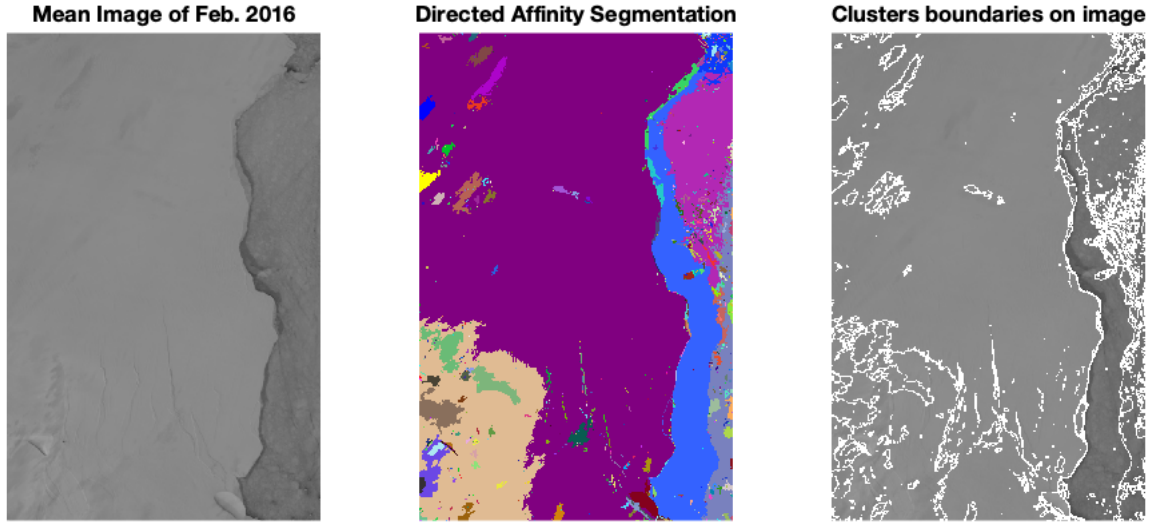 Mean Image of Feb. 2016
Directed Affinity Segmentation
Clusters boundaries on image